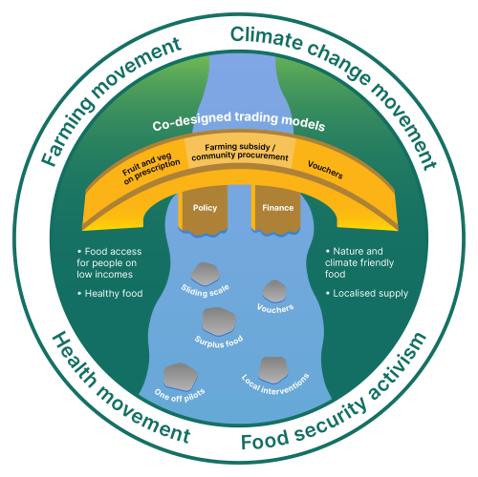 Farming movement
Climate change movement
Co-designed trading models
Fruit and veg
on prescription
Farming subsidy /
community procurement
Vouchers
Policy
Finance
• Food access
for people on
low incomes
• Healthy food
• Nature and
climate friendly
food
• Localised supply
Sliding scale
Vouchers
Surplus food
One off pilots
Local interventions
Health movement
Food security activism